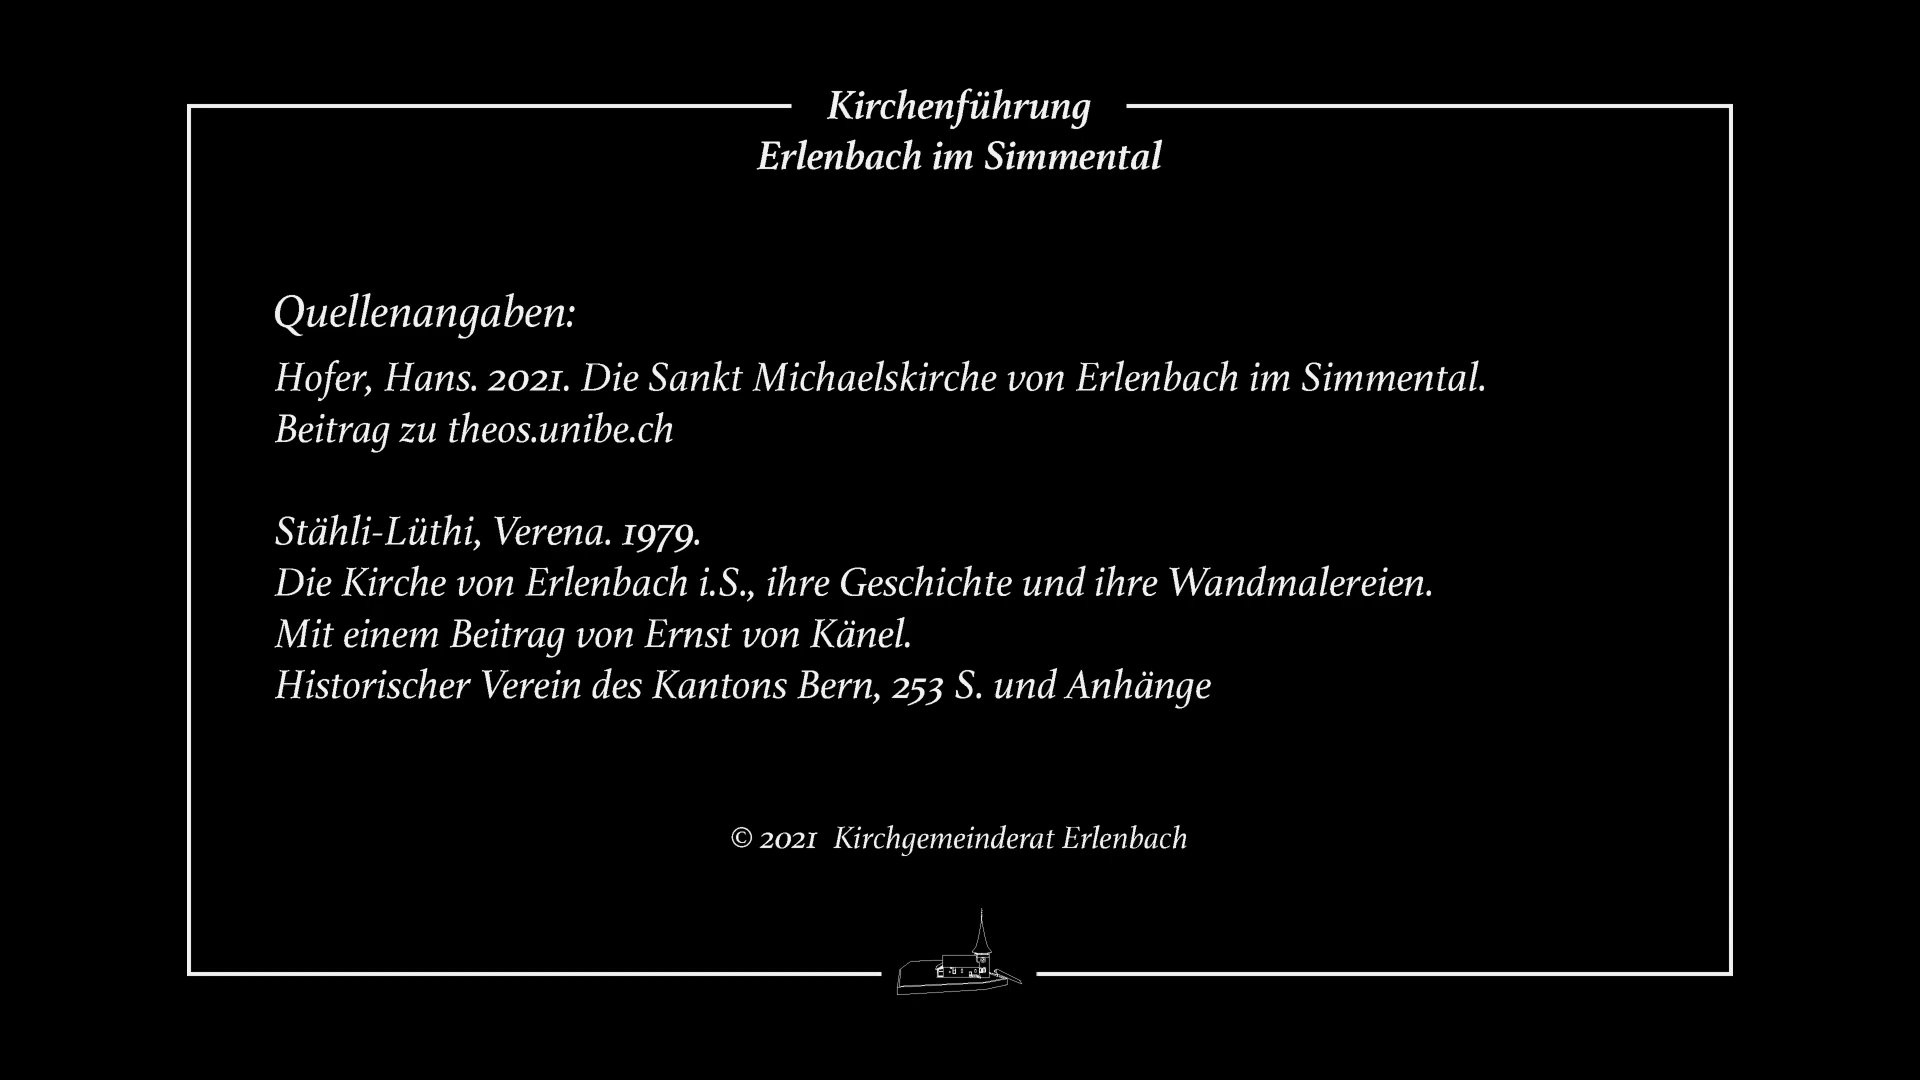 Kirchenführung
Erlenbach im Simmental
Quellenangaben:
Hofer, Hans. 2021. Die Sankt Michaelskirche von Erlenbach im Simmental.
Beitrag zu theos.unibe.ch
Stähli-Lüthi, Verena. 1979.
Die Kirche von Erlenbach i.S., ihre Geschichte und ihre Wandmalereien.
Mit einem Beitrag von Ernst von Känel.
Historischer Verein des Kantons Bern, 253 S. und Anhänge
© 2021 Kirchgemeinderat Erlenbach